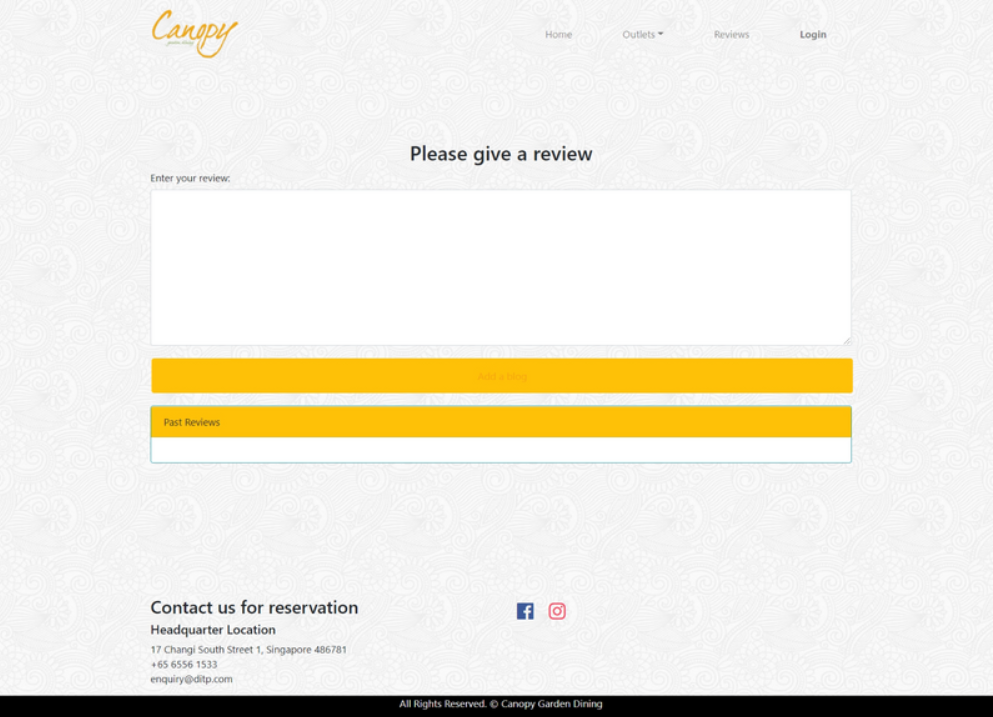 Canopy
garden dining
Home Outlets Reviews Login
Please give a review
Enter your review:
Add a blog
Past Reviews
Contact us for reservation
Headquarter Location
17 Changi South Street 1, Singapore 486781
+65 6556 1533
enquiry@ditp.com
All Rights Reserved. © Canopy Garden Dining